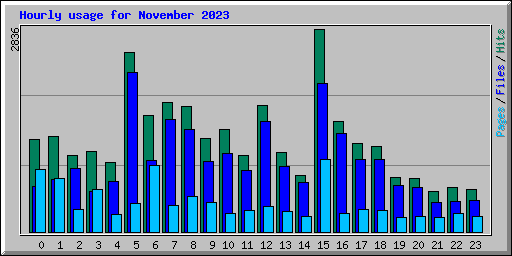 Hourly usage for November 2023
2836
Pages / Files / Hits
0 1 2 3 4 5 6 7 8 9 10 11 12 13 14 15 16 17 18 19 20 21 22 23